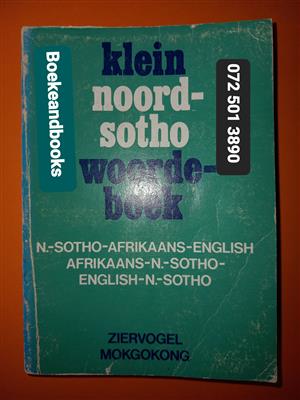 Boekeandbooks
072 501 3890
klein
noord-
sotho
woorde-
boek
N.-SOTHO-AFRIKAANS-ENGLISH
AFRIKAANS-N.-SOTHO-
ENGLISH-N.-SOTHO
ZIERVOGEL
MOKGOKONG